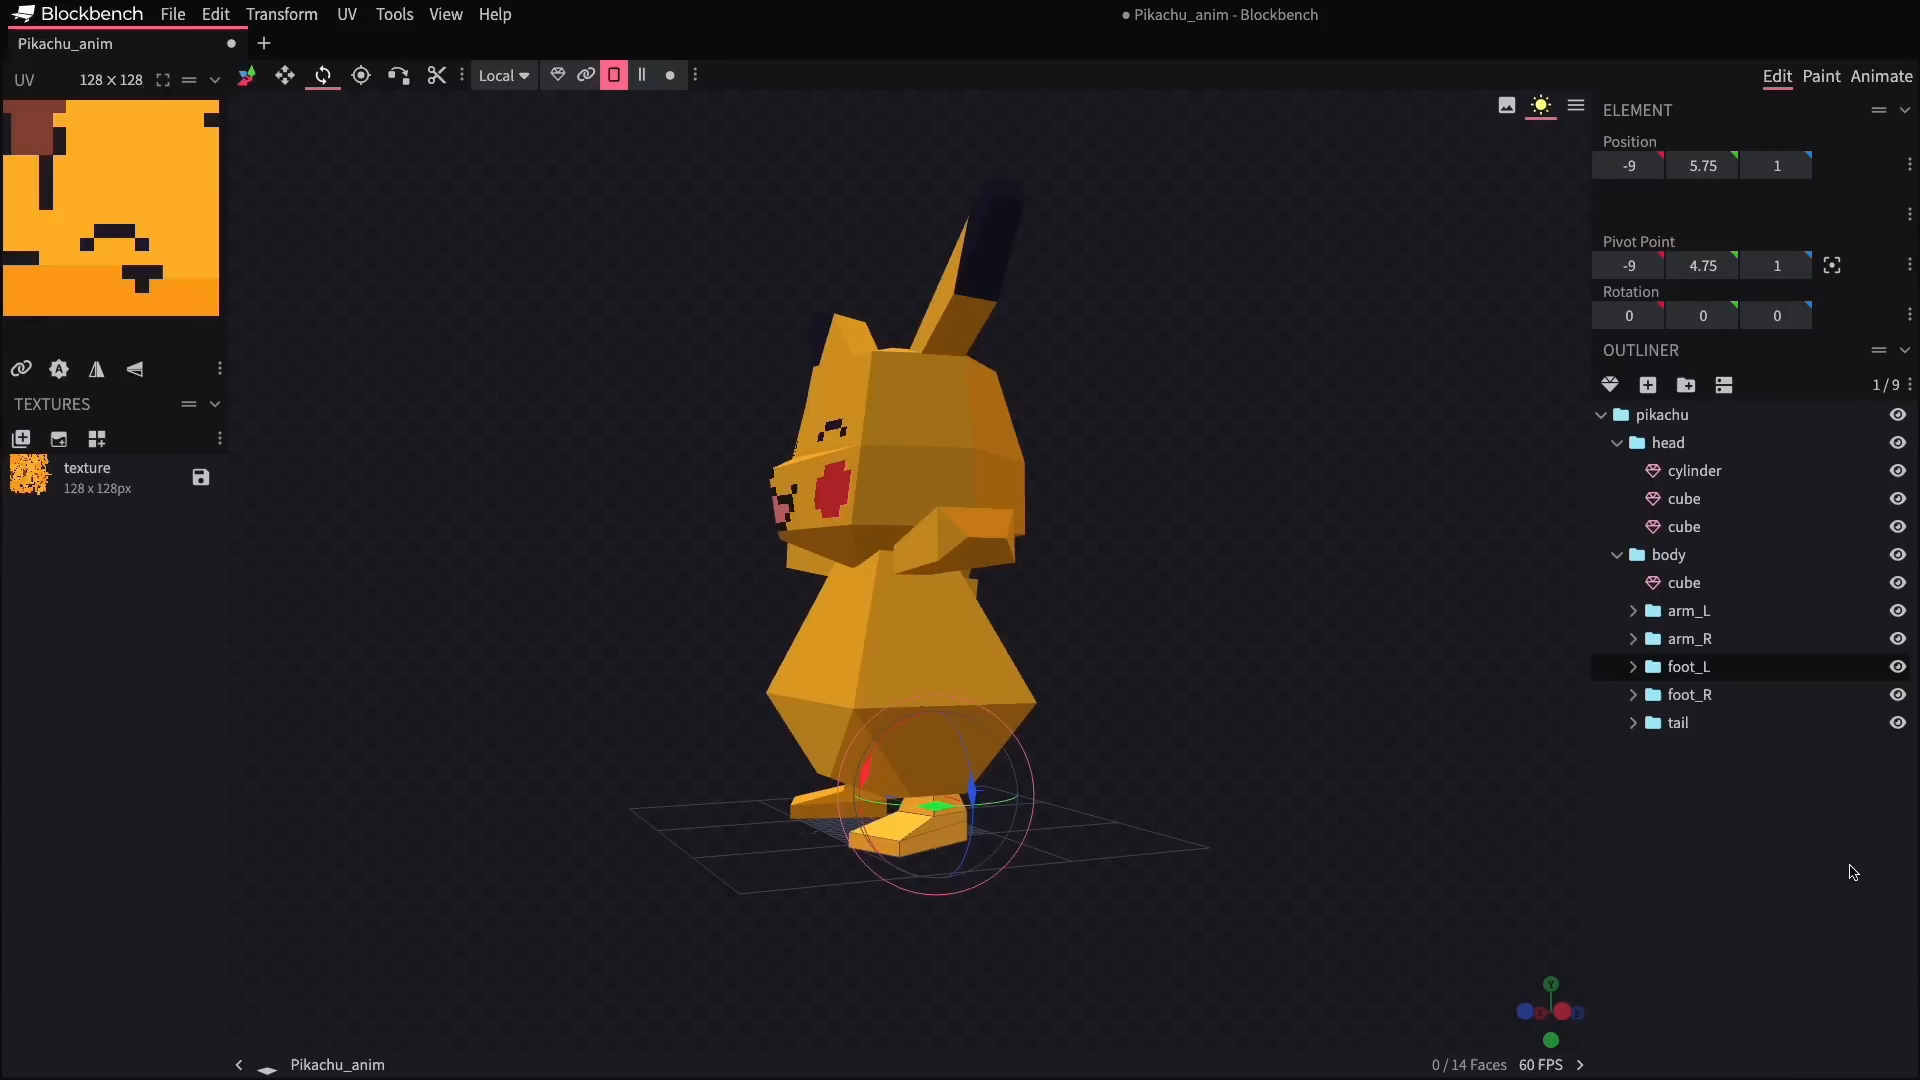 Blockbench File Edit Transform UV Tools View Help
Pikachu_anim - Blockbench
Pikachu_anim
UV 128 x 128
Local
Edit Paint Animate
ELEMENT
Position
-9 5.75 1
Pivot Point
-9 4.75 1
Rotation
0 0 0
OUTLINER
1 / 9
pikachu
head
cylinder
cube
cube
body
cube
arm_L
arm_R
foot_L
foot_R
tail
TEXTURES
texture
128 x 128px
Y
Pikachu_anim
0 / 14 Faces 60 FPS